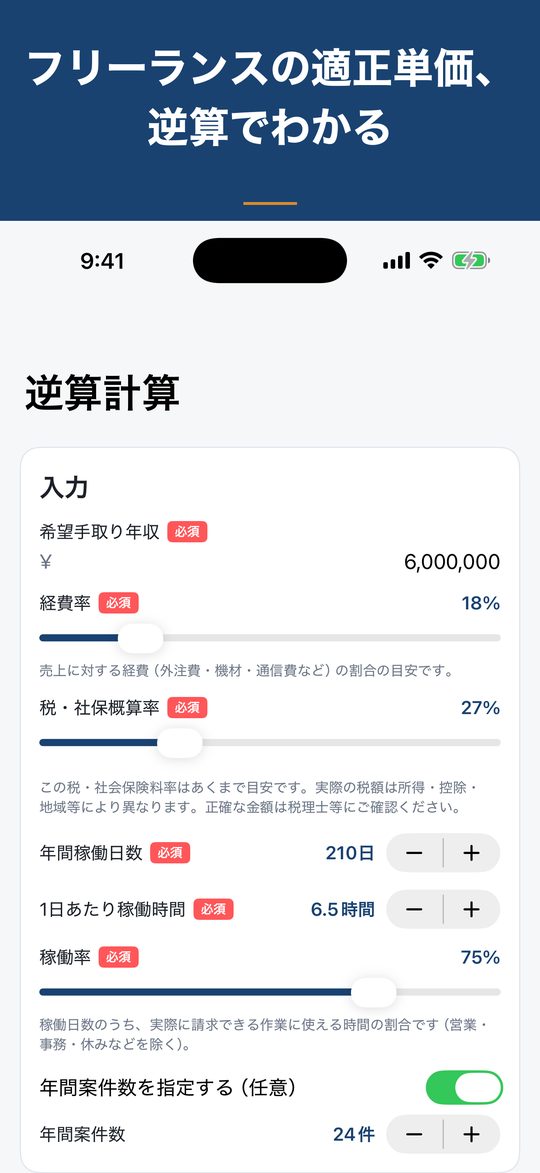 フリーランスの適正単価、
逆算でわかる
9:41
逆算計算
入力
希望手取り年収 必須
¥ 6,000,000
経費率 必須 18%
売上に対する経費（外注費・機材・通信費など）の割合の目安です。
税・社保概算率 必須 27%
この税・社会保険料率はあくまで目安です。実際の税額は所得・控除・
地域等により異なります。正確な金額は税理士等にご確認ください。
年間稼働日数 必須 210日 − +
1日あたり稼働時間 必須 6.5時間 − +
稼働率 必須 75%
稼働日数のうち、実際に請求できる作業に使える時間の割合です（営業・
事務・休みなどを除く）。
年間案件数を指定する（任意）
年間案件数 24件 − +